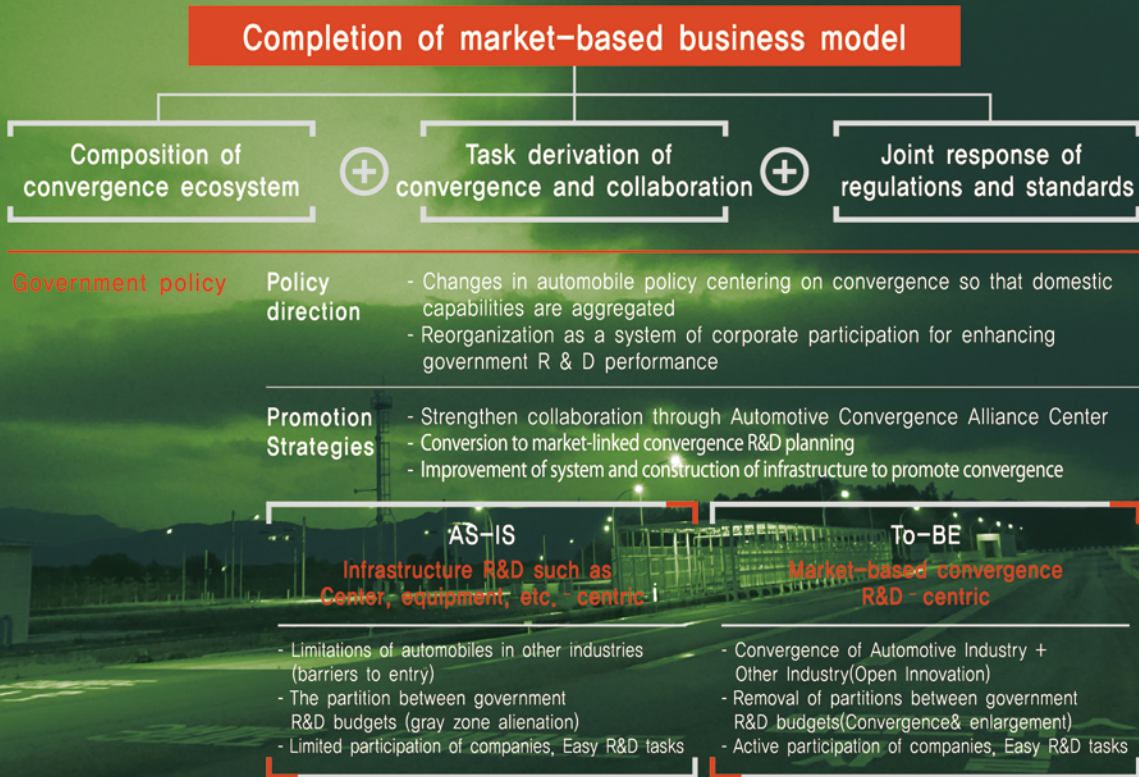 Completion of market-based business model
Composition of
convergence ecosystem
+
Task derivation of
convergence and collaboration
+
Joint response of
regulations and standards
Government policy
Policy
direction
- Changes in automobile policy centering on convergence so that domestic
capabilities are aggregated
- Reorganization as a system of corporate participation for enhancing
government R & D performance
Promotion
Strategies
- Strengthen collaboration through Automotive Convergence Alliance Center
- Conversion to market-linked convergence R&D planning
- Improvement of system and construction of infrastructure to promote convergence
AS-IS
Infrastructure R&D such as
Center, equipment, etc, - centric
- Limitations of automobiles in other industries
(barriers to entry)
- The partition between government
R&D budgets (gray zone alienation)
- Limited participation of companies, Easy R&D tasks
To-BE
Market-based convergence
R&D - centric
- Convergence of Automotive Industry +
Other Industry(Open Innovation)
- Removal of partitions between government
R&D budgets(Convergence& enlargement)
- Active participation of companies, Easy R&D tasks